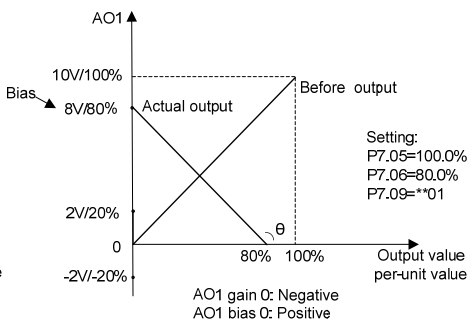 AO1
10V/100%
Before output
Bias
8V/80%
Actual output
Setting:
P7.05=100.0%
P7.06=80.0%
P7.09=**01
2V/20%
θ
0
80%
100%
Output value
per-unit value
-2V/-20%
e
AO1 gain 0: Negative
AO1 bias 0: Positive